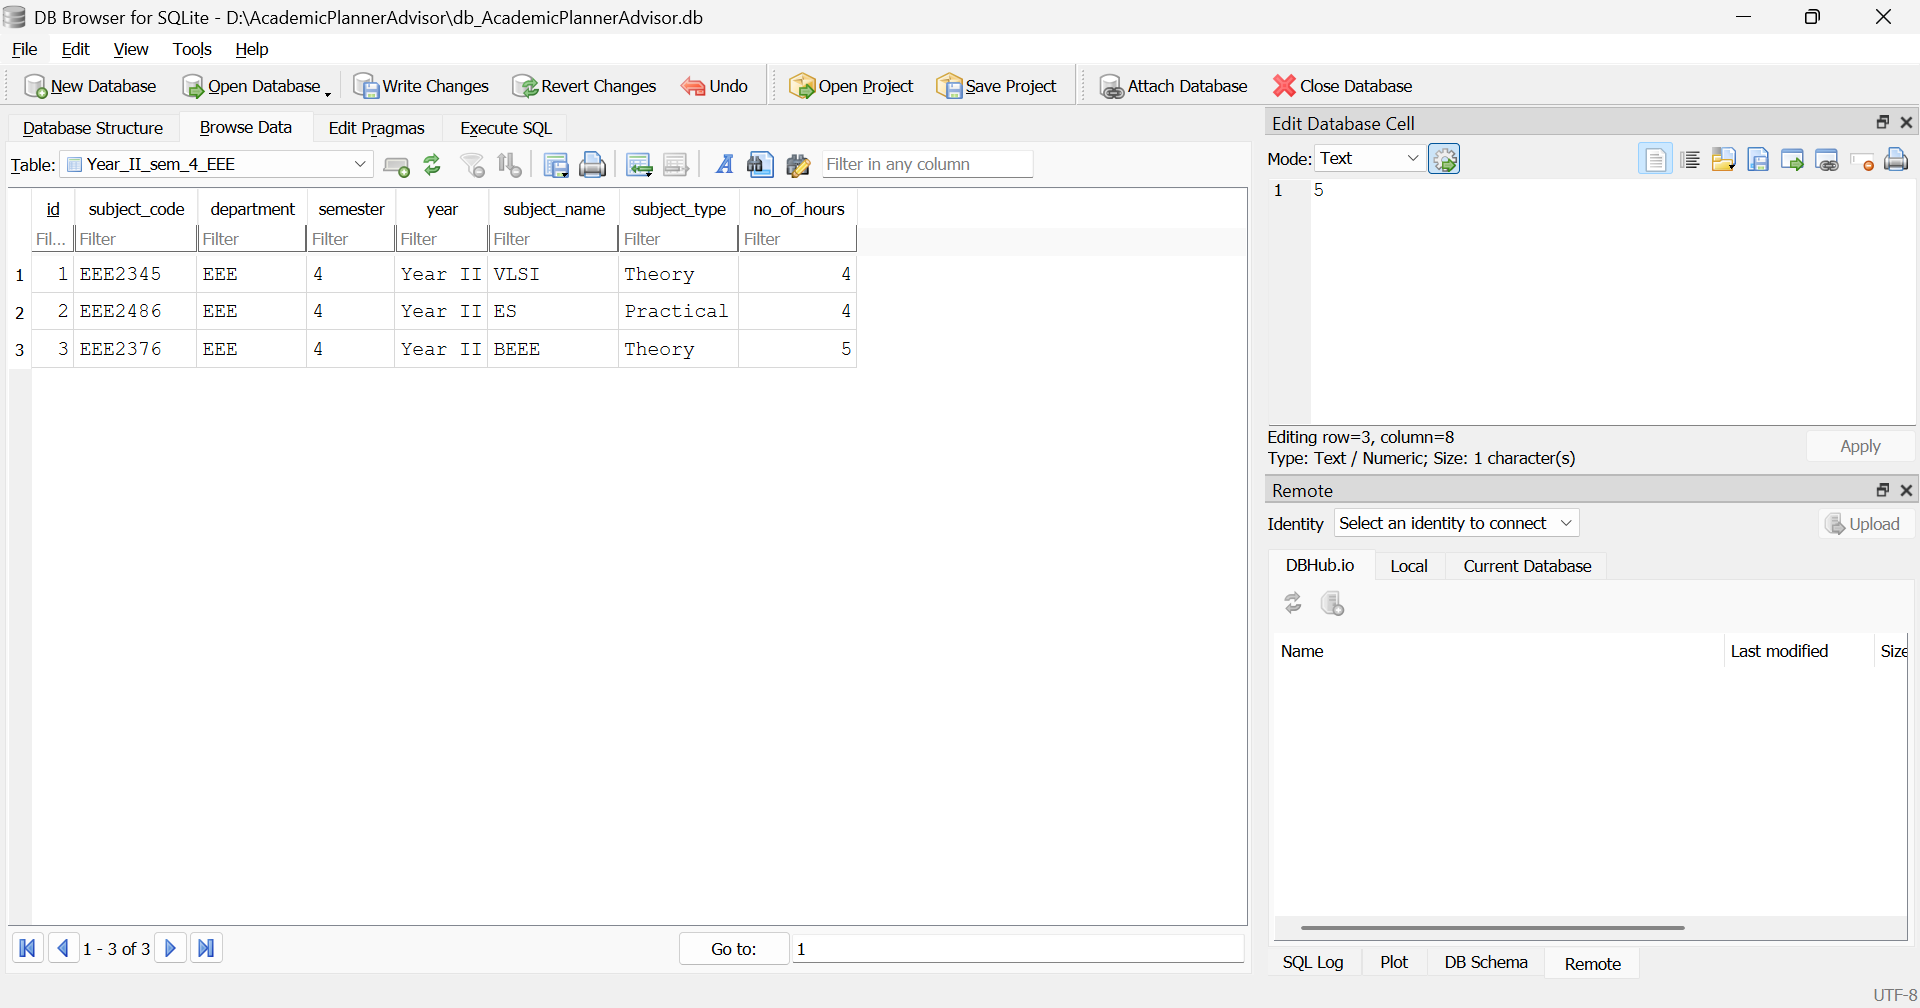 DB Browser for SQLite - D:\AcademicPlannerAdvisor\db_AcademicPlannerAdvisor.db
File Edit View Tools Help
New Database Open Database Write Changes Revert Changes Undo Open Project Save Project Attach Database Close Database
Database Structure Browse Data Edit Pragmas Execute SQL
Table: Year_II_sem_4_EEE Filter in any column
id subject_code department semester year subject_name subject_type no_of_hours
Fil... Filter Filter Filter Filter Filter Filter Filter
1 1 EEE2345 EEE 4 Year II VLSI Theory 4
2 2 EEE2486 EEE 4 Year II ES Practical 4
3 3 EEE2376 EEE 4 Year II BEEE Theory 5
1 - 3 of 3 Go to: 1
Edit Database Cell
Mode: Text
1 5
Editing row=3, column=8
Type: Text / Numeric; Size: 1 character(s)
Apply
Remote
Identity Select an identity to connect Upload
DBHub.io Local Current Database
Name Last modified Size
SQL Log Plot DB Schema Remote
UTF-8